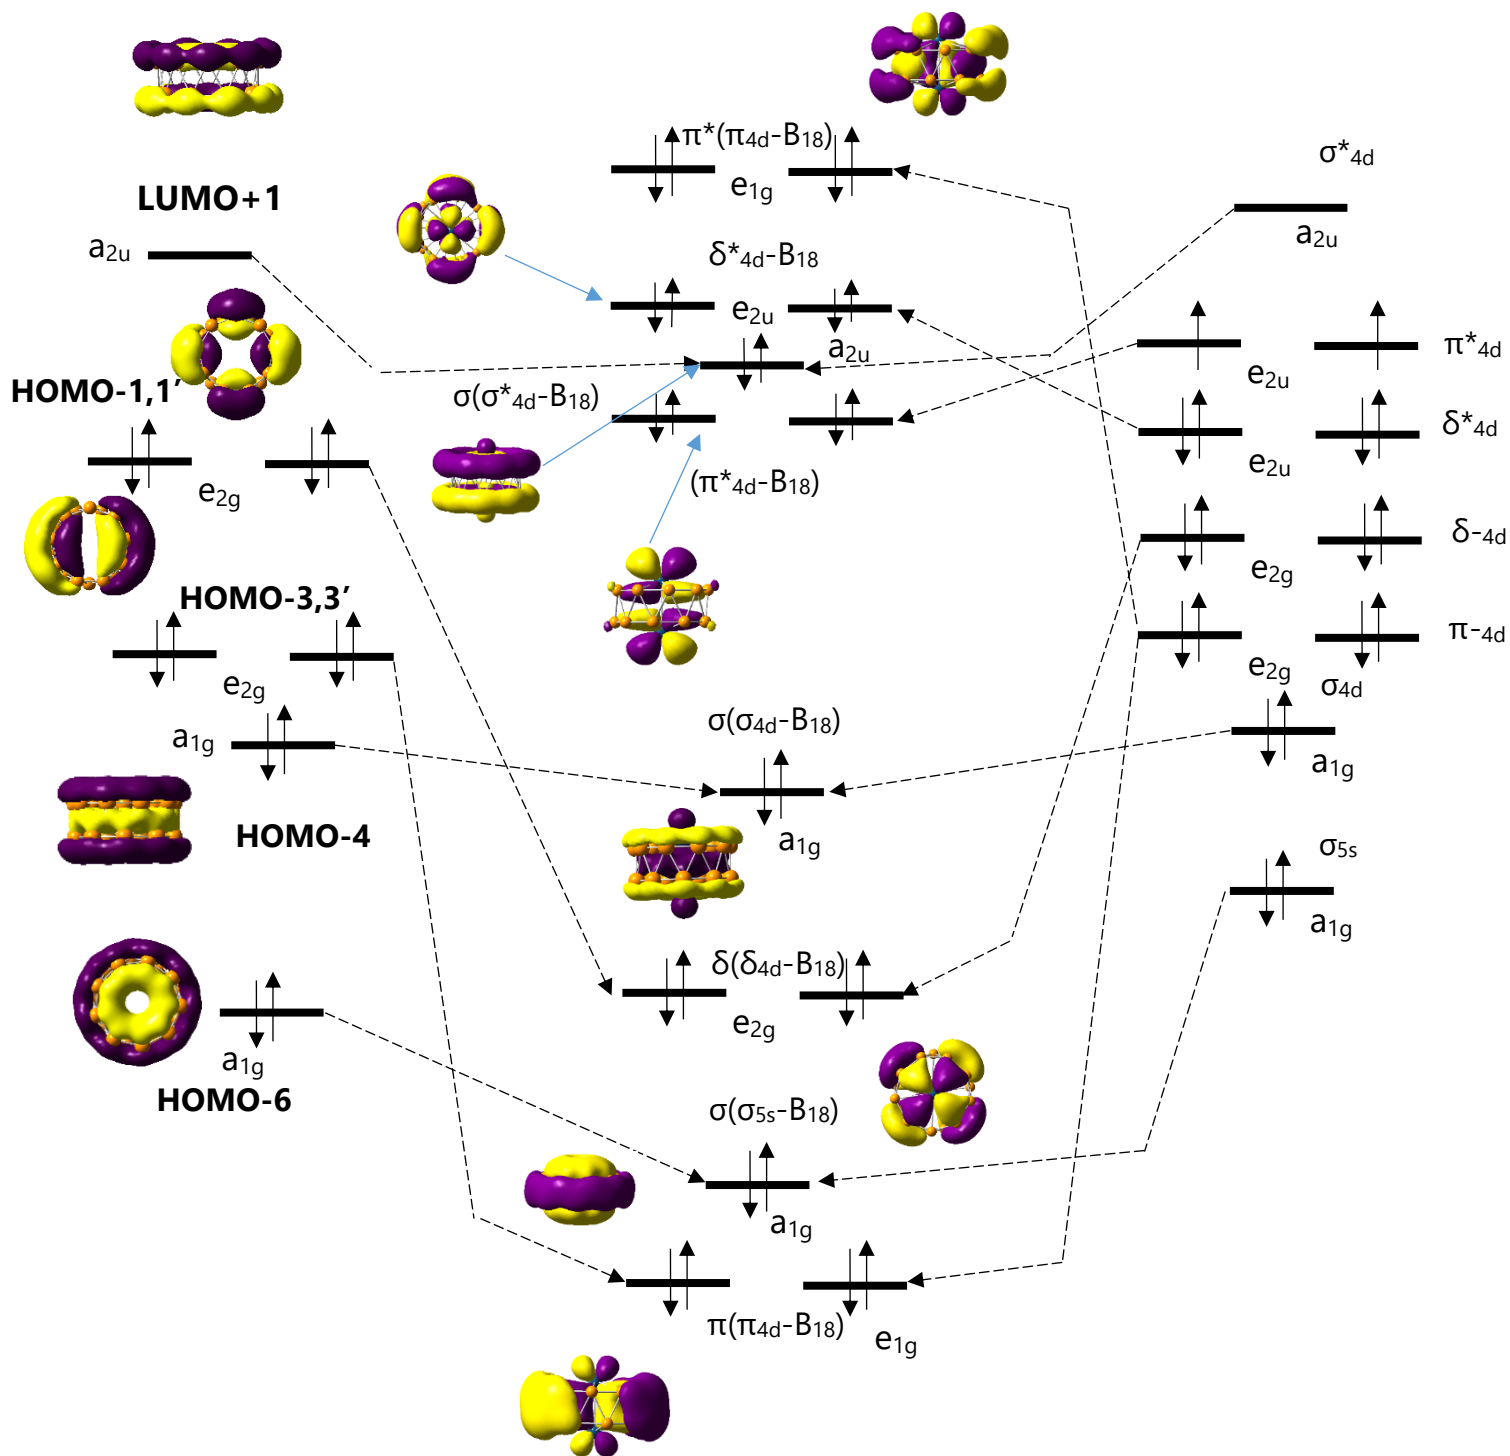 π*(π4d-B18)
σ*4d
LUMO+1
e1g
a2u
a2u
δ*4d-B18
e2u
a2u
π*4d
e2u
HOMO-1,1′
σ(σ*4d-B18)
δ*4d
e2u
e2g
(π*4d-B18)
δ-4d
e2g
HOMO-3,3′
π-4d
e2g
e2g
σ4d
a1g
σ(σ4d-B18)
a1g
HOMO-4
a1g
σ5s
a1g
δ(δ4d-B18)
e2g
a1g
HOMO-6
σ(σ5s-B18)
a1g
π(π4d-B18)
e1g